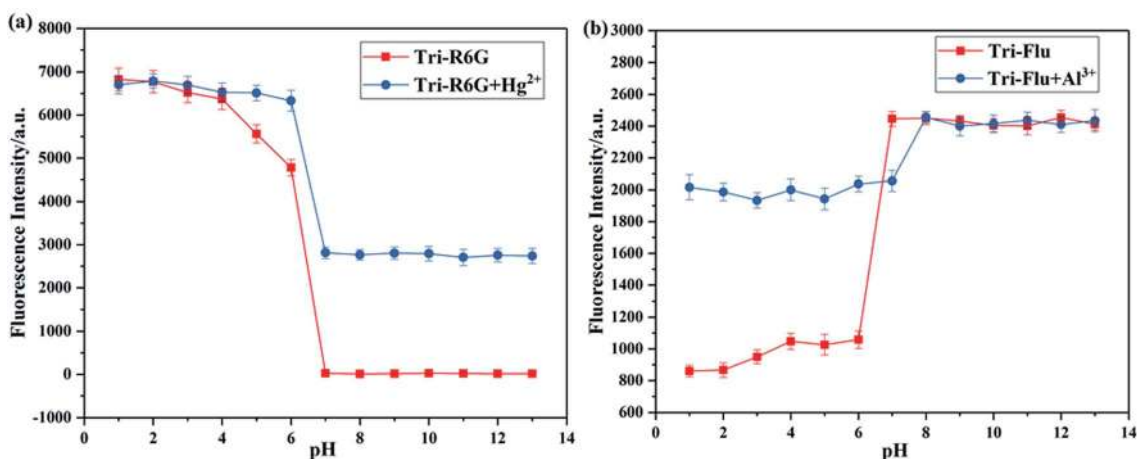 (a)
Tri-R6G
Tri-R6G+Hg2+
Fluorescence Intensity/a.u.
8000
7000
6000
5000
4000
3000
2000
1000
0
-1000
0 2 4 6 8 10 12 14
pH
(b)
Tri-Flu
Tri-Flu+Al3+
Fluorescence Intensity/a.u.
3000
2800
2600
2400
2200
2000
1800
1600
1400
1200
1000
800
600
0 2 4 6 8 10 12 14
pH